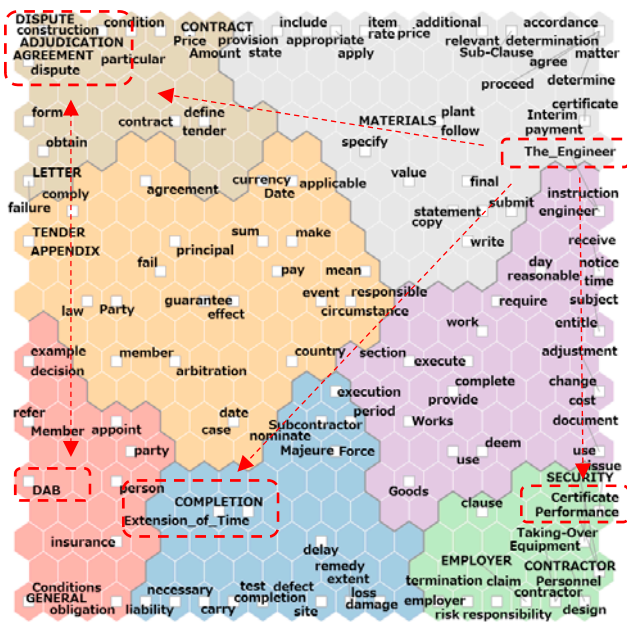 DISPUTE
construction
ADJUDICATION
AGREEMENT
dispute
condition
particular
CONTRACT
Price
Amount
provision
state
include
appropriate
apply
item
rate
price
additional
relevant
Sub-Clause
accordance
determination
matter
agree
proceed
determine
certificate
Interim
payment
form
contract
define
tender
obtain
MATERIALS
plant
follow
specify
The_Engineer
LETTER
comply
failure
agreement
currency
Date
applicable
value
final
statement
copy
submit
instruction
engineer
TENDER
APPENDIX
principal
sum
make
write
receive
fail
pay
mean
day
reasonable
notice
time
law
Party
guarantee
effect
event
responsible
circumstance
require
subject
work
entitle
example
decision
member
arbitration
country
section
execute
adjustment
complete
provide
change
cost
refer
Member
appoint
date
case
execution
period
Subcontractor
nominate
Works
document
party
Majeure
Force
deem
use
use
issue
DAB
person
COMPLETION
Extension_of_Time
Goods
clause
SECURITY
Certificate
Performance
insurance
delay
Taking-Over
Equipment
remedy
extent
EMPLOYER
CONTRACTOR
Personnel
Conditions
GENERAL
obligation
necessary
liability
carry
test
defect
completion
site
loss
damage
termination
claim
employer
contractor
risk
responsibility
design